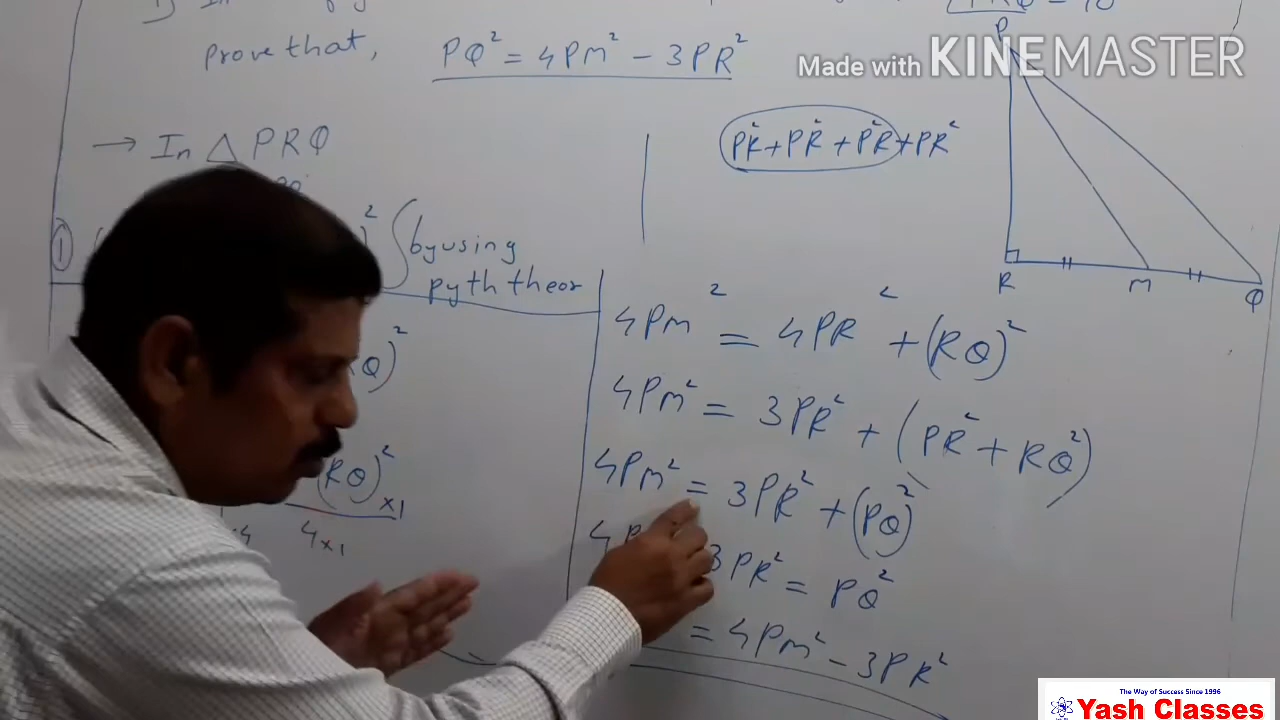 prove that, PQ² = 4PM² - 3PR²
→ In △ PRQ
① by using
pyth theor
RQ)²
×1
4×1
PR² + PR² + P²R + PR²
P
R M Q
4PM² = 4PR² + (RQ)²
4PM² = 3PR² + (PR² + RQ²)
4PM² = 3PR² + (PQ)²
3PR² = PQ²
= 4PM² - 3PR²
Made with KINEMASTER
The Way of Success Since 1996
Yash Classes